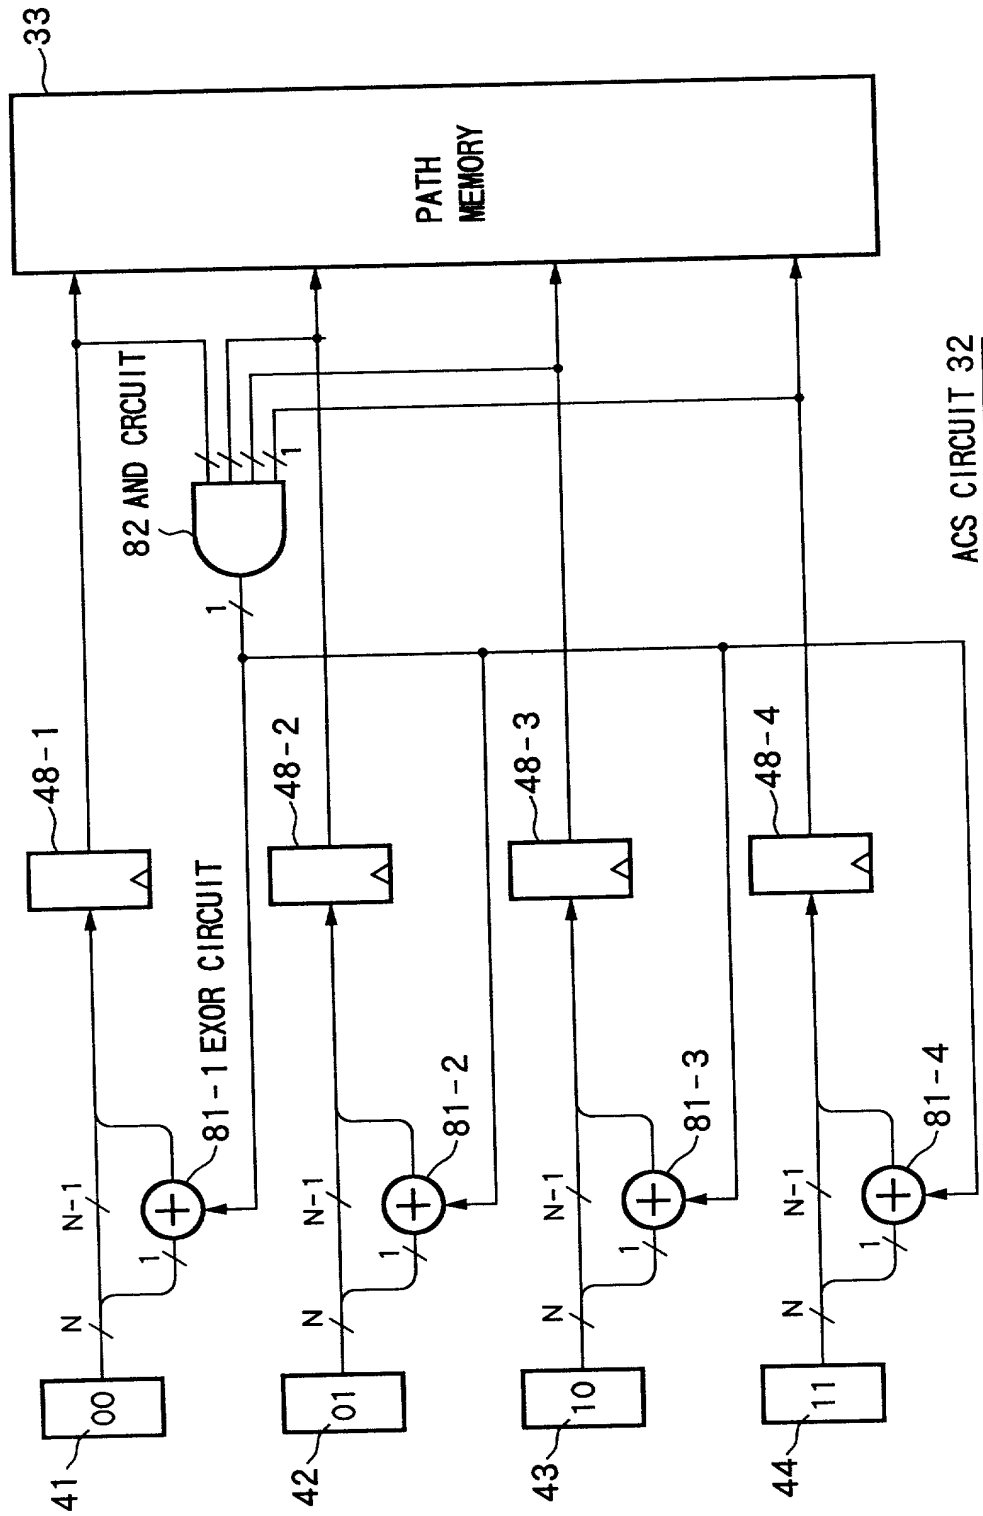 41
00
N
N-1
1
81-1 EXOR CIRCUIT
48-1
42
01
N
N-1
1
81-2
48-2
43
10
N
N-1
1
81-3
48-3
44
11
N
N-1
1
81-4
48-4
1
82 AND CRCUIT
1
PATH
MEMORY
33
ACS CIRCUIT 32